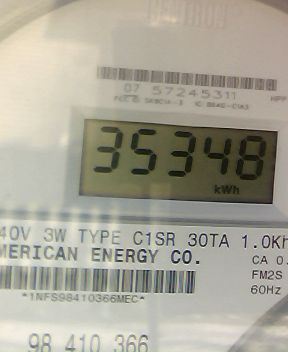 CENTRON
07 57245311
35348
kWh
40V 3W TYPE C1SR 30TA 1.0Kh
MERICAN ENERGY CO.
CA 0.
FM2S
60Hz
*1NFS98410366MEC*
98 410 366